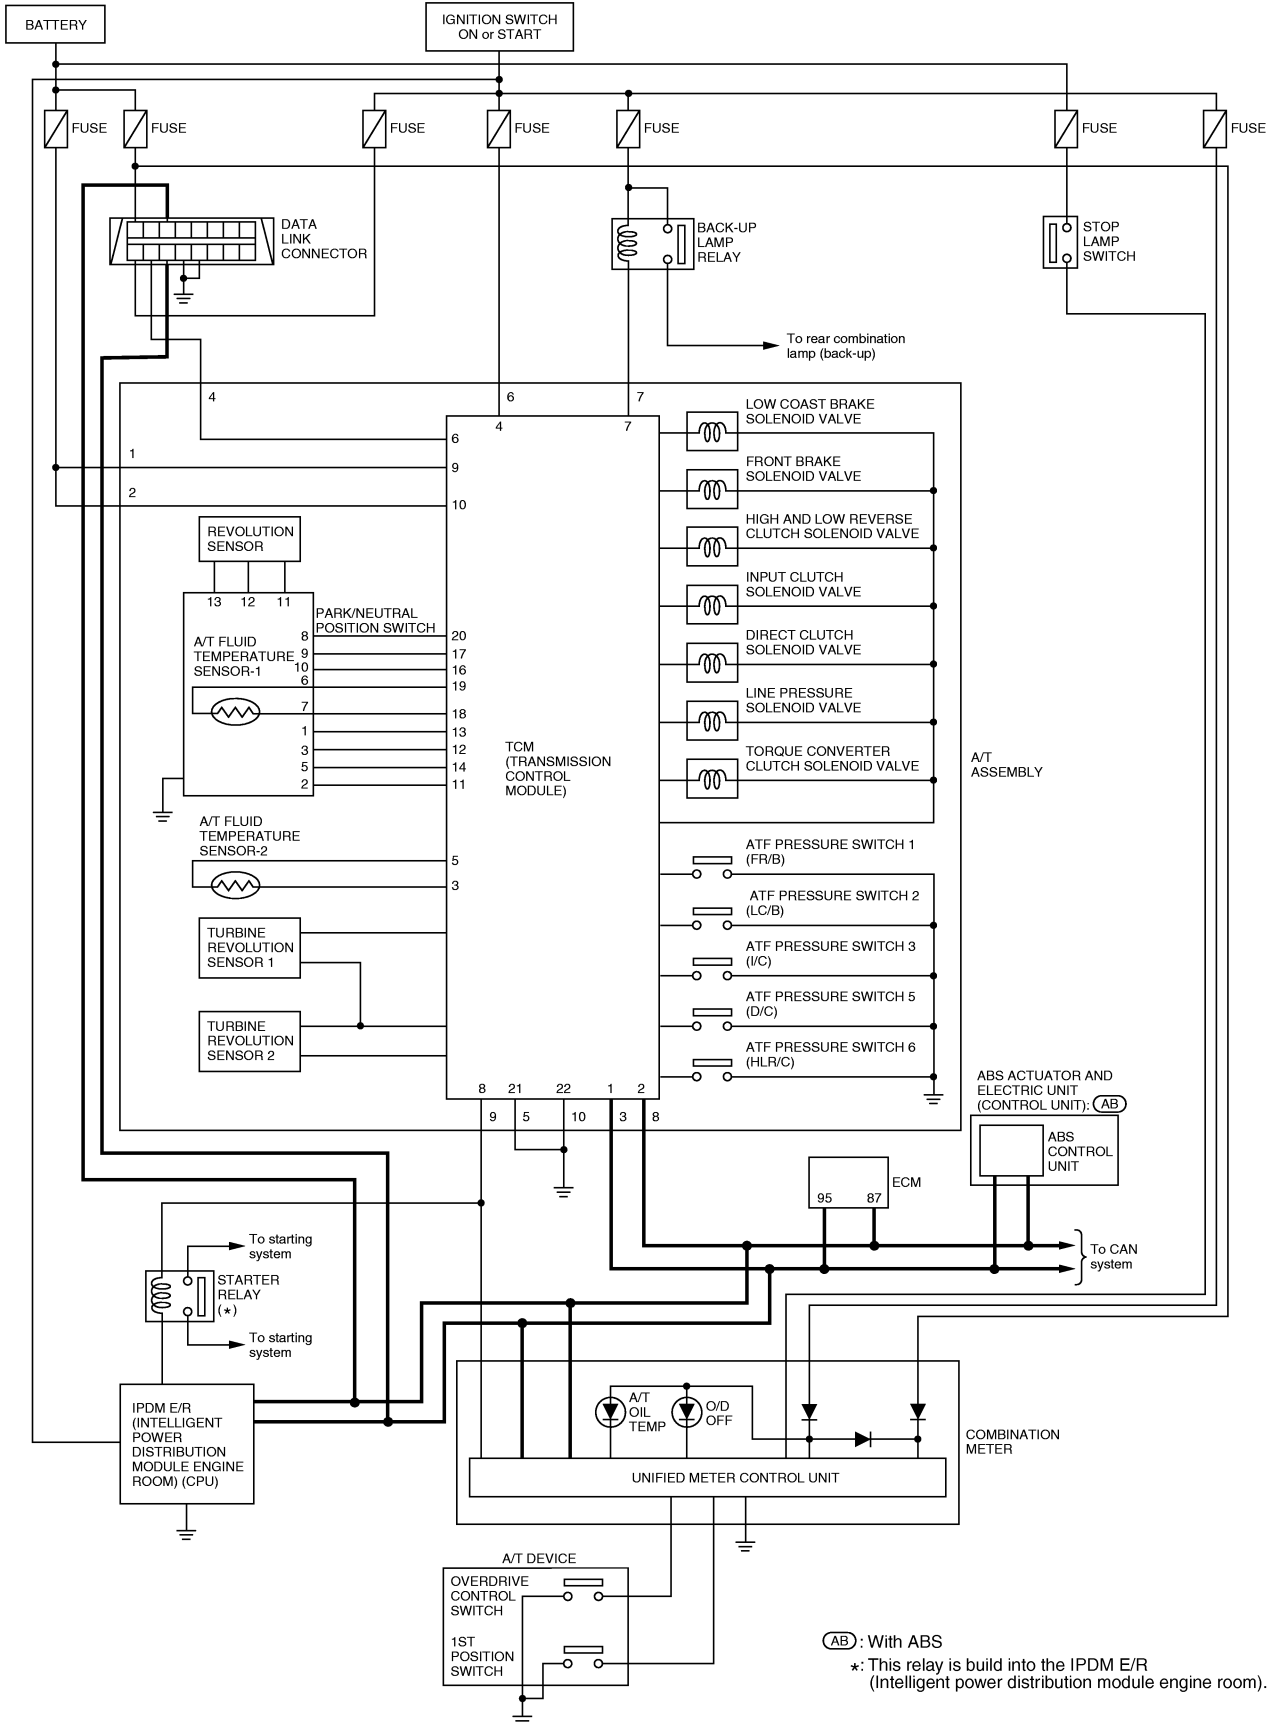 BATTERY
IGNITION SWITCH
ON or START
FUSE
FUSE
FUSE
FUSE
FUSE
FUSE
FUSE
DATA
LINK
CONNECTOR
BACK-UP
LAMP
RELAY
STOP
LAMP
SWITCH
To rear combination
lamp (back-up)
4
6
7
4
7
6
1
9
2
10
LOW COAST BRAKE
SOLENOID VALVE
FRONT BRAKE
SOLENOID VALVE
HIGH AND LOW REVERSE
CLUTCH SOLENOID VALVE
INPUT CLUTCH
SOLENOID VALVE
DIRECT CLUTCH
SOLENOID VALVE
LINE PRESSURE
SOLENOID VALVE
TORQUE CONVERTER
CLUTCH SOLENOID VALVE
A/T
ASSEMBLY
REVOLUTION
SENSOR
13 12 11
PARK/NEUTRAL
POSITION SWITCH
A/T FLUID
TEMPERATURE
SENSOR-1
8 20
9 17
10 16
6 19
7 18
1 13
3 12
5 14
2 11
TCM
(TRANSMISSION
CONTROL
MODULE)
A/T FLUID
TEMPERATURE
SENSOR-2
5
3
TURBINE
REVOLUTION
SENSOR 1
TURBINE
REVOLUTION
SENSOR 2
ATF PRESSURE SWITCH 1
(FR/B)
ATF PRESSURE SWITCH 2
(LC/B)
ATF PRESSURE SWITCH 3
(I/C)
ATF PRESSURE SWITCH 5
(D/C)
ATF PRESSURE SWITCH 6
(HLR/C)
8 21 22 1 2
9 5 10 3 8
ABS ACTUATOR AND
ELECTRIC UNIT
(CONTROL UNIT): AB
ABS
CONTROL
UNIT
ECM
95 87
To CAN
system
To starting
system
STARTER
RELAY
(*)
To starting
system
IPDM E/R
(INTELLIGENT
POWER
DISTRIBUTION
MODULE ENGINE
ROOM) (CPU)
A/T
OIL
TEMP
O/D
OFF
COMBINATION
METER
UNIFIED METER CONTROL UNIT
A/T DEVICE
OVERDRIVE
CONTROL
SWITCH
1ST
POSITION
SWITCH
AB : With ABS
*: This relay is build into the IPDM E/R
(Intelligent power distribution module engine room).